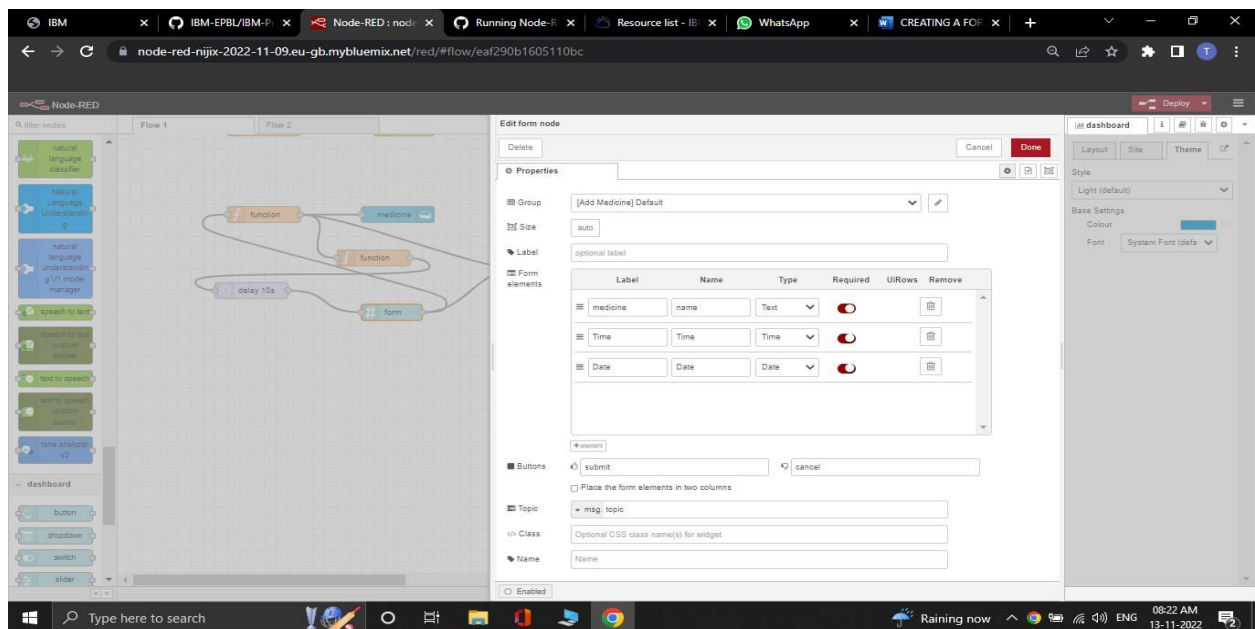 IBM
IBM-EPBL/IBM-Pr
Node-RED : node
Running Node-R
Resource list - IB
WhatsApp
CREATING A FOR
node-red-nijix-2022-11-09.eu-gb.mybluemix.net/red/#flow/eaf290b1605110bc
T
Node-RED
Deploy
filter nodes
Flow 1
Flow 2
Edit form node
dashboard
natural language classifier
Delete
Cancel
Done
Layout
Site
Theme
Properties
Style
Light (default)
Natural Language Understandin g
function
medicine
Group
[Add Medicine] Default
Base Settings
Size
auto
Colour
Font
System Font (defa
natural language understanding V1 model manager
function
Label
optional label
Form elements
Label
Name
Type
Required
UiRows
Remove
delay 10s
form
medicine
name
Text
speech to text
Time
Time
Time
speech to text custom builder
Date
Date
Date
text to speech
text to speech custom builder
+ element
tone analyzer v3
Buttons
submit
cancel
Place the form elements in two columns
dashboard
Topic
msg. topic
button
Class
Optional CSS class name(s) for widget
dropdown
switch
Name
Name
slider
Enabled
Type here to search
Raining now
ENG
08:22 AM
13-11-2022
2